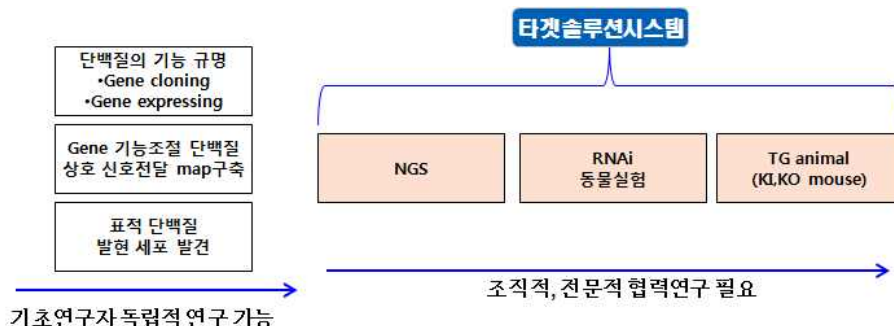 타겟솔루션시스템
단백질의 기능 규명
•Gene cloning
•Gene expressing
Gene 기능조절 단백질
상호 신호전달 map구축
표적 단백질
발현 세포 발견
NGS
RNAi
동물실험
TG animal
(KI,KO mouse)
기초연구자 독립적 연구 가능
조직적, 전문적 협력연구 필요